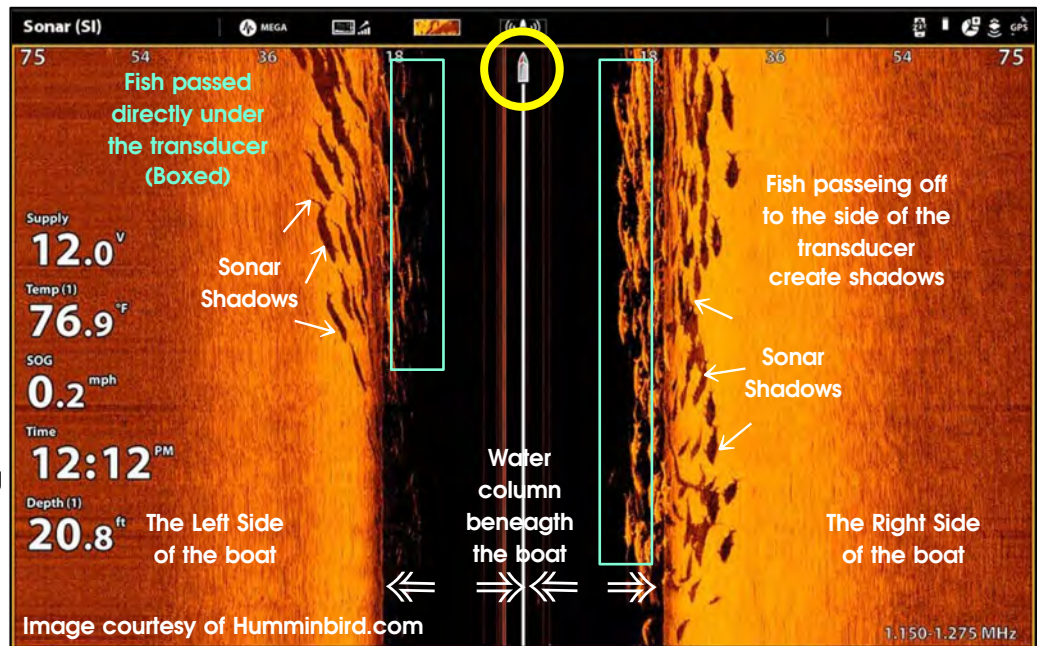 Sonar (SI)
MEGA
GPS
75
54
36
18
18
36
54
75
Fish passed
directly under
the transducer
(Boxed)
Fish passeing off
to the side of the
transducer
create shadows
Supply
12.0 V
Sonar
Shadows
Temp (1)
76.9 °F
SOG
0.2 mph
Sonar
Shadows
Time
12:12 PM
Water
column
beneagth
the boat
Depth (1)
20.8 ft
The Left Side
of the boat
The Right Side
of the boat
Image courtesy of Humminbird.com
1.150-1.275 MHz